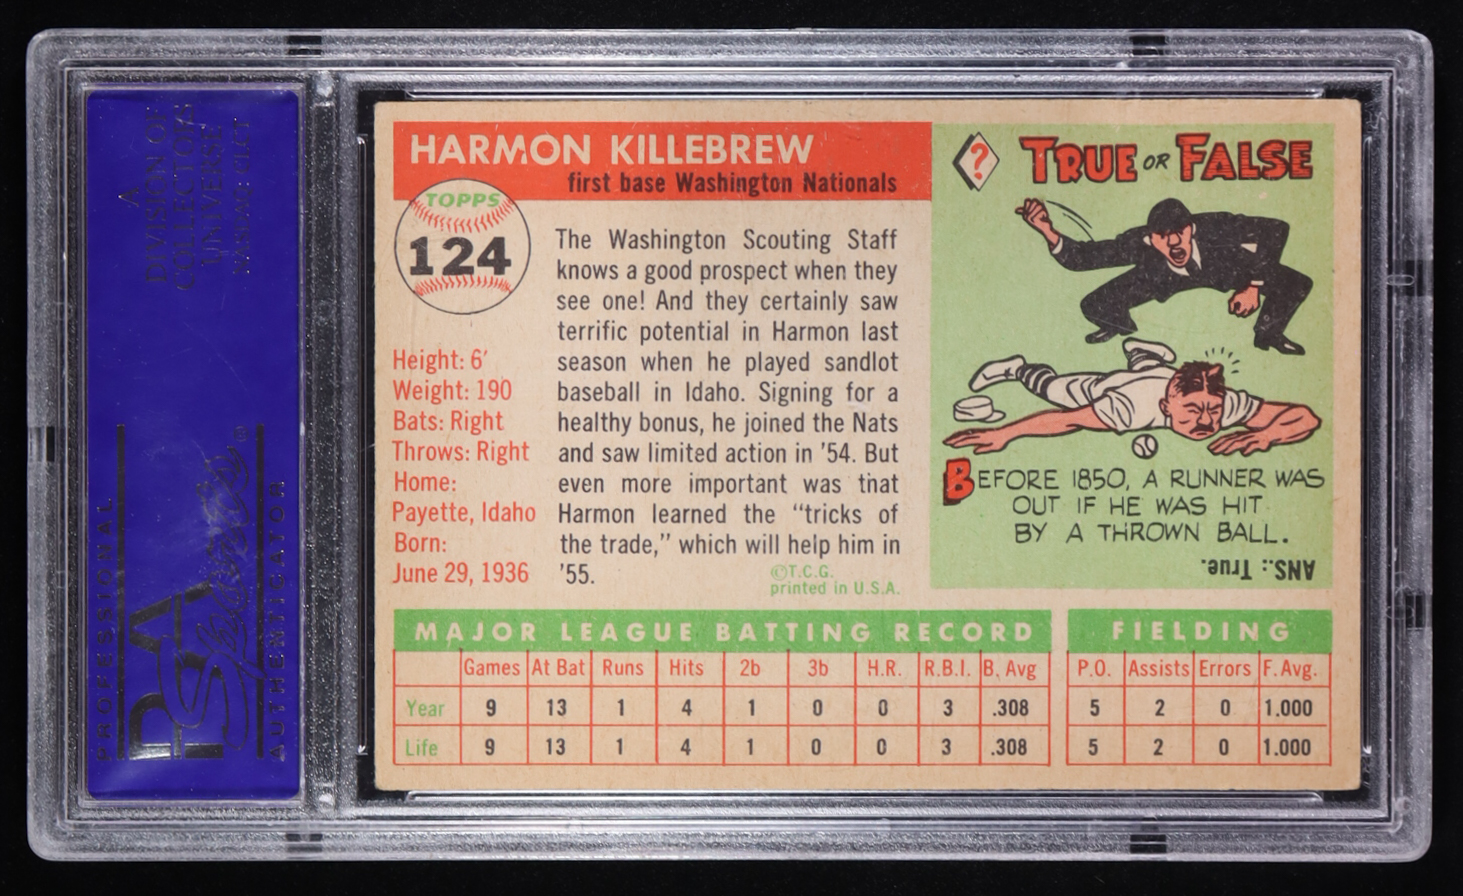 A
DIVISION OF
COLLECTORS
UNIVERSE
NASDAQ: CLCT
PROFESSIONAL
PSA
AUTHENTICATOR
®
HARMON KILLEBREW
first base Washington Nationals
TOPPS
124
Height: 6'
Weight: 190
Bats: Right
Throws: Right
Home:
Payette, Idaho
Born:
June 29, 1936
The Washington Scouting Staff
knows a good prospect when they
see one! And they certainly saw
terrific potential in Harmon last
season when he played sandlot
baseball in Idaho. Signing for a
healthy bonus, he joined the Nats
and saw limited action in '54. But
even more important was that
Harmon learned the “tricks of
the trade,” which will help him in
'55.
©T.C.G.
printed in U.S.A.
?
TRUE OR FALSE
BEFORE 1850, A RUNNER WAS
OUT IF HE WAS HIT
BY A THROWN BALL.
ANS.: True.
MAJOR LEAGUE BATTING RECORD
Games At Bat Runs Hits 2b 3b H.R. R.B.I. B. Avg
Year 9 13 1 4 1 0 0 3 .308
Life 9 13 1 4 1 0 0 3 .308
FIELDING
P.O. Assists Errors F. Avg.
5 2 0 1.000
5 2 0 1.000